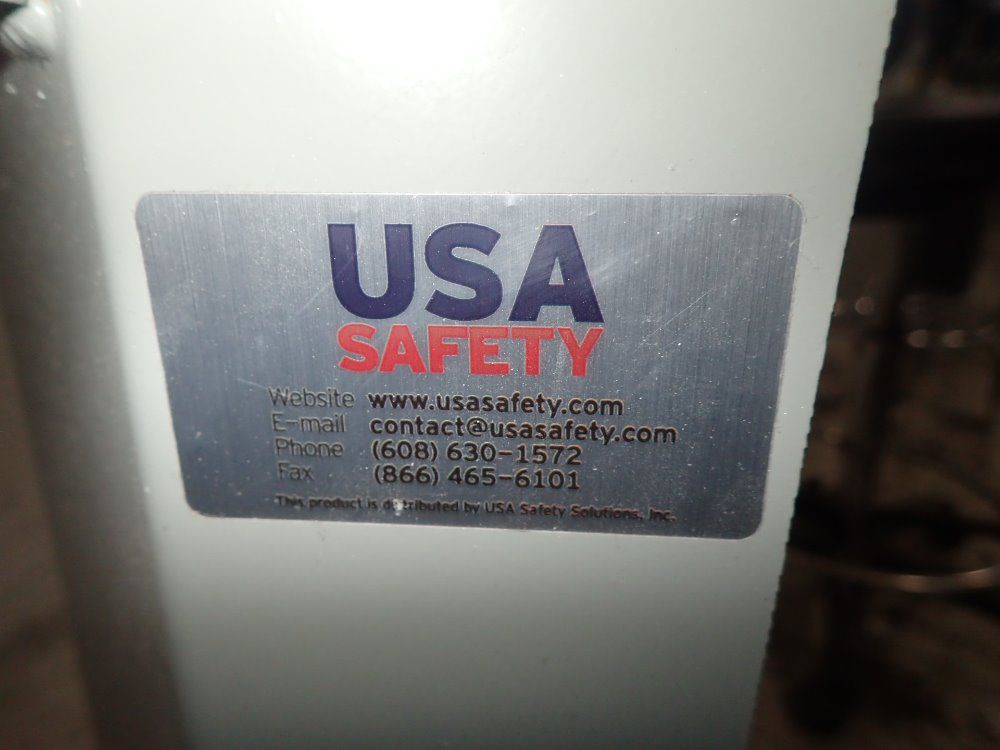 USA
SAFETY
Website www.usasafety.com
E-mail contact@usasafety.com
Phone (608) 630-1572
Fax (866) 465-6101
This product is distributed by USA Safety Solutions, Inc.